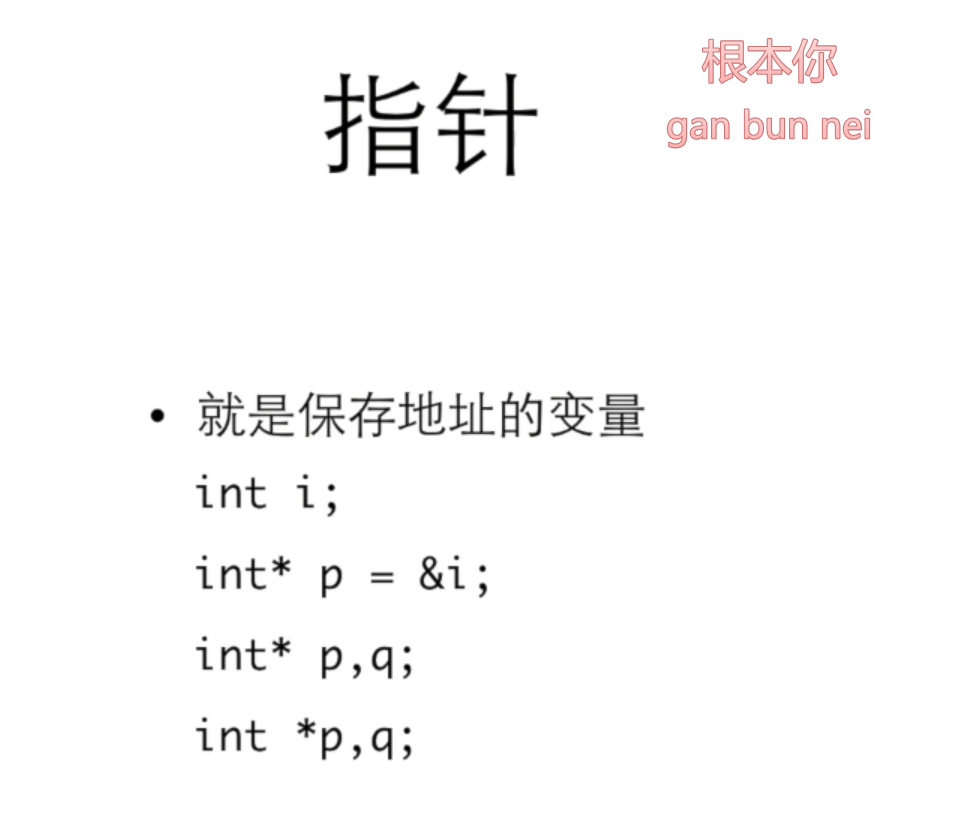 根本你
gan bun nei
指针
• 就是保存地址的变量
int i;
int* p = &i;
int* p,q;
int *p,q;